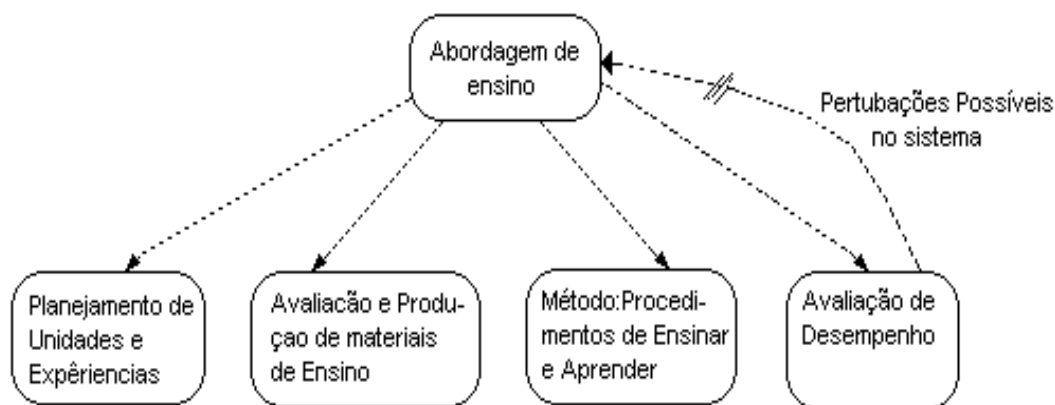 Abordagem de
ensino
Pertubações Possíveis
no sistema
Planejamento de
Unidades e
Expêriencias
Avaliacão e Produ-
çao de materiais
de Ensino
Método:Procedi-
mentos de Ensinar
e Aprender
Avaliação de
Desempenho